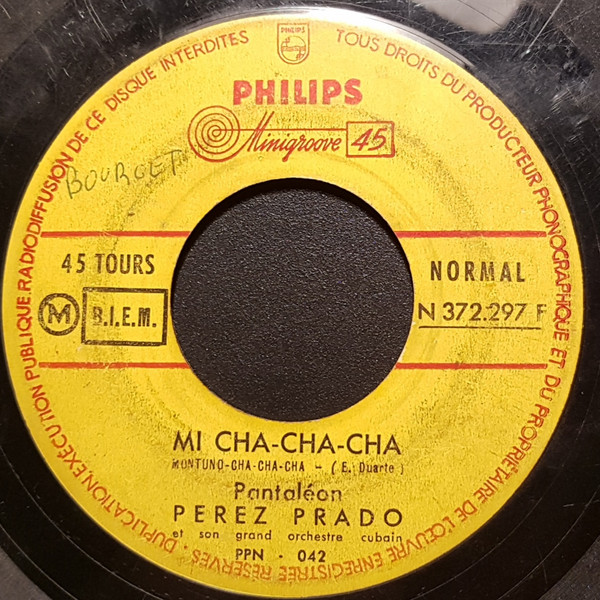 TOUS DROITS DU PRODUCTEUR PHONOGRAPHIQUE ET DU PROPRIÉTAIRE DE L'ŒUVRE ENREGISTRÉE RÉSERVÉS - DUPLICATION, EXÉCUTION PUBLIQUE, RADIODIFFUSION DE CE DISQUE INTERDITES
PHILIPS
PHILIPS
Minigroove 45
BOURGET
45 TOURS
NORMAL
M B.I.E.M.
N 372.297 F
MI CHA-CHA-CHA
MONTUNO-CHA-CHA-CHA - (E. Duarte)
Pantaléon
PEREZ PRADO
et son grand orchestre cubain
PPN · 042